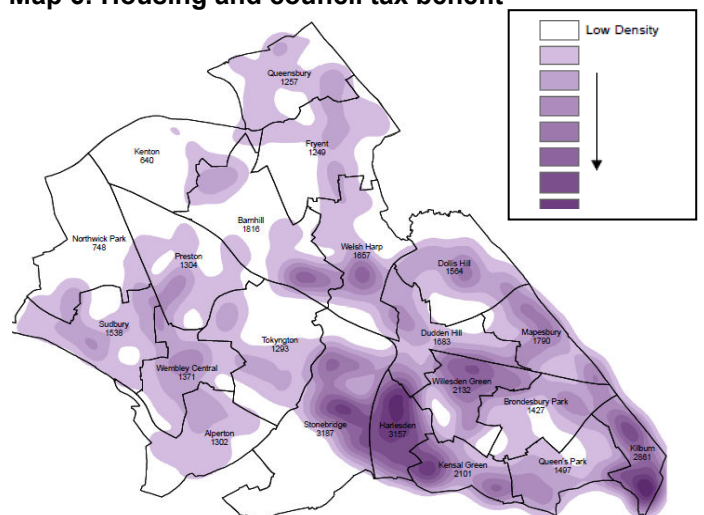 Map 6: Housing and council tax benefit
Low Density
Queensbury
1257
Kenton
640
Fryent
1249
Northwick Park
748
Barnhill
1816
Preston
1304
Welsh Harp
1667
Dollis Hill
1564
Sudbury
1538
Tokyngton
1293
Dudden Hill
1683
Mapesbury
1790
Wembley Central
1371
Willesden Green
2132
Brondesbury Park
1427
Alperton
1302
Stonebridge
3187
Harlesden
3157
Kensal Green
2101
Queen's Park
1497
Kilburn
2881